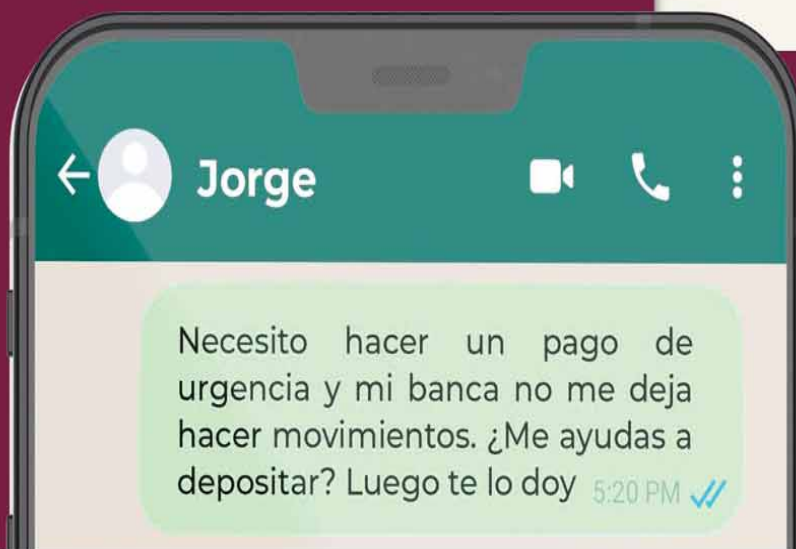 Jorge
Necesito hacer un pago de
urgencia y mi banca no me deja
hacer movimientos. ¿Me ayudas a
depositar? Luego te lo doy 5:20 PM